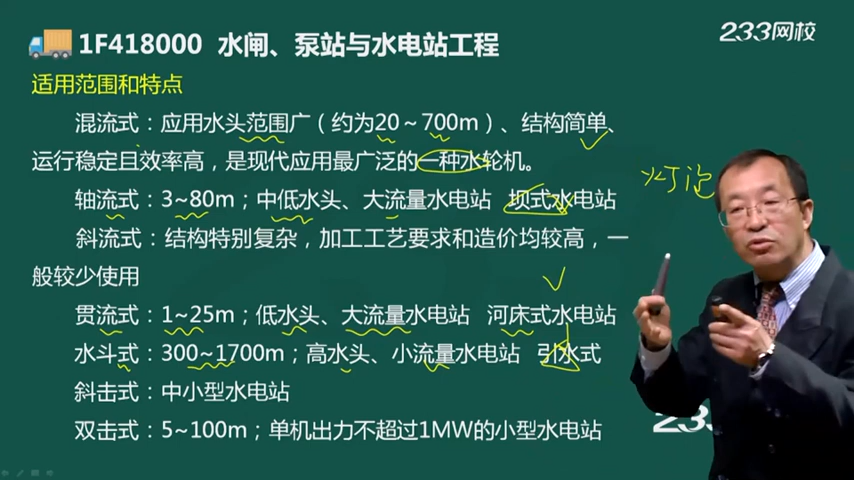 1F418000 水闸、泵站与水电站工程
233网校
适用范围和特点
混流式：应用水头范围广（约为20～700m）、结构简单、
运行稳定且效率高，是现代应用最广泛的一种水轮机。
轴流式：3~80m；中低水头、大流量水电站 坝式水电站
灯泡
斜流式：结构特别复杂，加工工艺要求和造价均较高，一
般较少使用
贯流式：1~25m；低水头、大流量水电站 河床式水电站
水斗式：300~1700m；高水头、小流量水电站 引水式
斜击式：中小型水电站
双击式：5~100m；单机出力不超过1MW的小型水电站
233